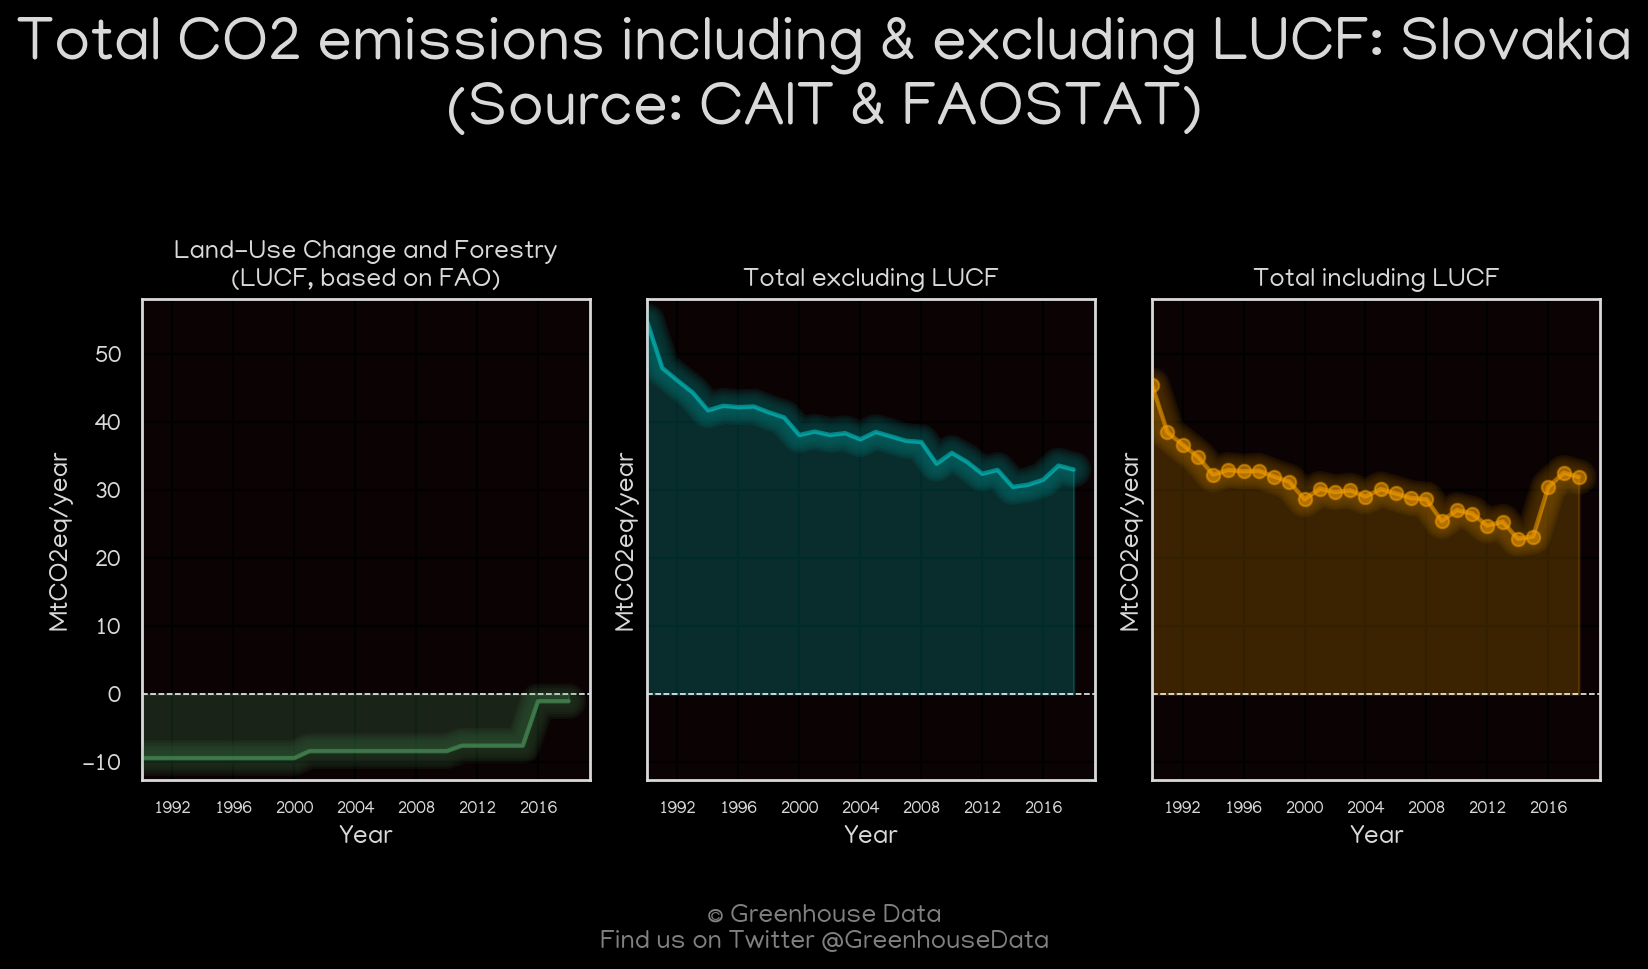 Total CO2 emissions including & excluding LUCF: Slovakia
(Source: CAIT & FAOSTAT)
Land-Use Change and Forestry
(LUCF, based on FAO)
Total excluding LUCF
Total including LUCF
50
40
30
20
10
0
-10
MtCO2eq/year
MtCO2eq/year
MtCO2eq/year
1992 1996 2000 2004 2008 2012 2016
1992 1996 2000 2004 2008 2012 2016
1992 1996 2000 2004 2008 2012 2016
Year
Year
Year
© Greenhouse Data
Find us on Twitter @GreenhouseData